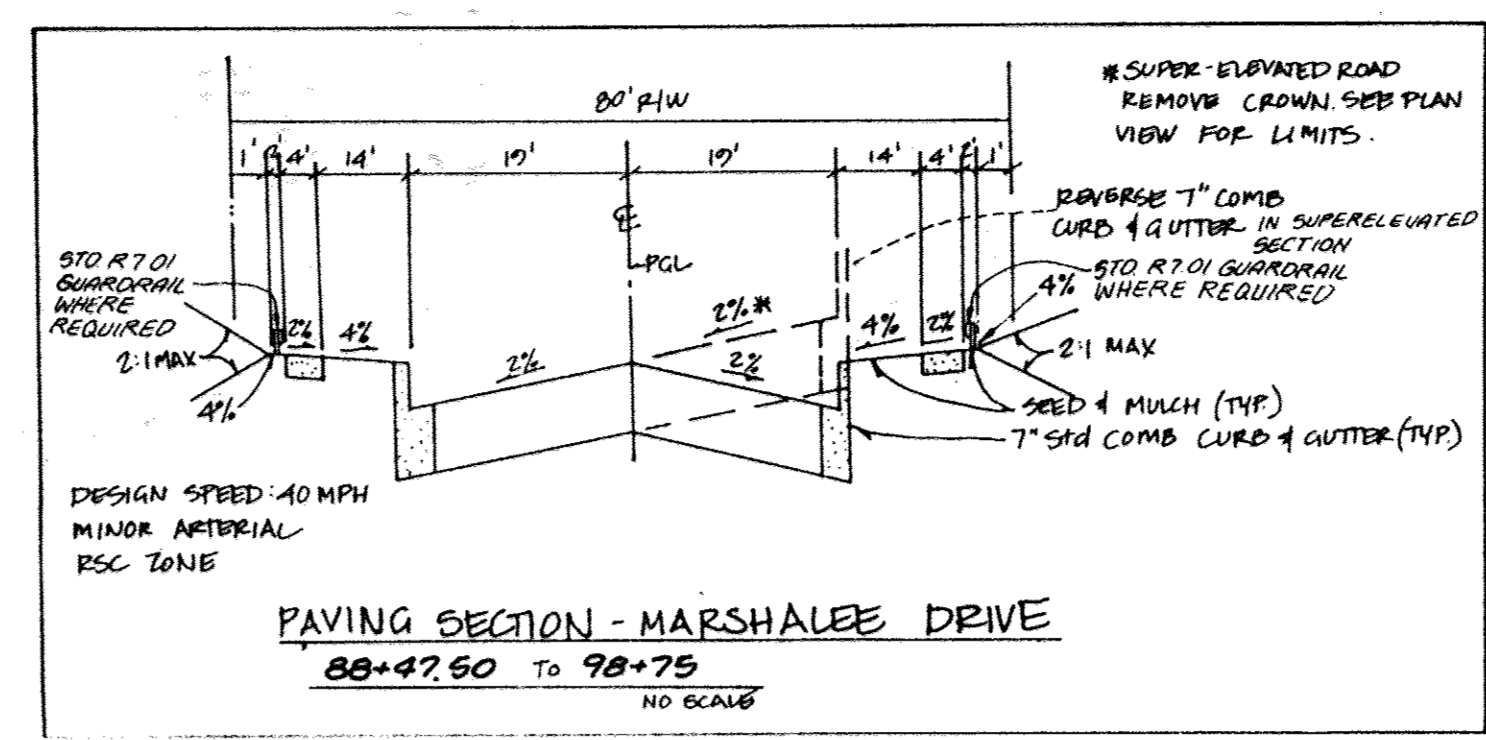 80' R/W
1' 2' 4' 14' 19' 19' 14' 4' 2' 1'
* SUPER-ELEVATED ROAD
REMOVE CROWN. SEE PLAN
VIEW FOR LIMITS.
REVERSE 7" COMB
CURB & GUTTER IN SUPERELEVATED
SECTION
STD. R7.01 GUARDRAIL
WHERE REQUIRED
STD. R7.01
GUARDRAIL
WHERE
REQUIRED
℄
PGL
2:1 MAX
4%
2% 4%
2%
2%*
2%
4% 2%
4%
2:1 MAX
SEED & MULCH (TYP.)
7" Std COMB CURB & GUTTER (TYP.)
DESIGN SPEED: 40 MPH
MINOR ARTERIAL
RSC ZONE
PAVING SECTION - MARSHALEE DRIVE
88+47.50 TO 98+75
NO SCALE